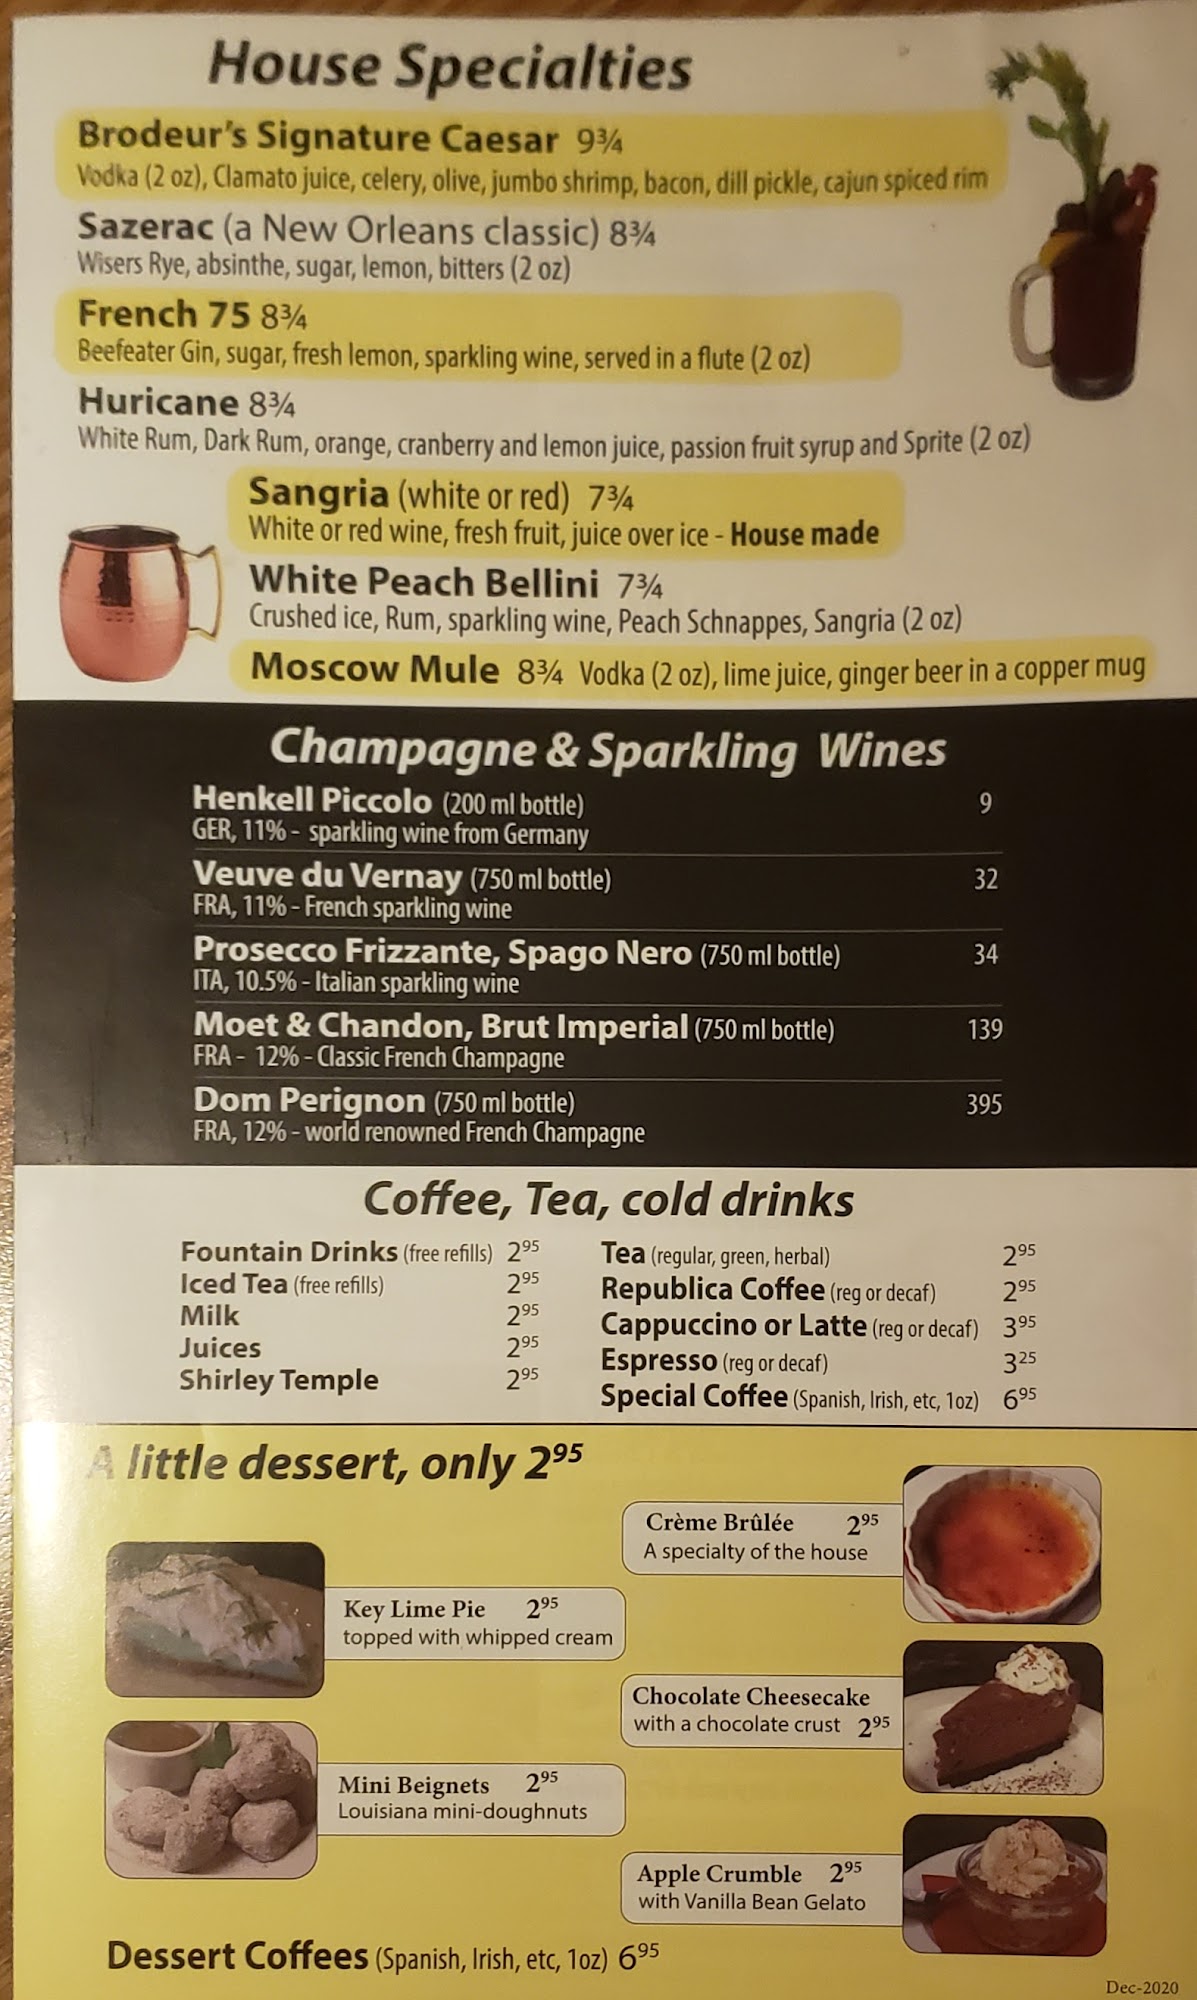 House Specialties
Brodeur's Signature Caesar 9¾
Vodka (2 oz), Clamato juice, celery, olive, jumbo shrimp, bacon, dill pickle, cajun spiced rim
Sazerac (a New Orleans classic) 8¾
Wisers Rye, absinthe, sugar, lemon, bitters (2 oz)
French 75 8¾
Beefeater Gin, sugar, fresh lemon, sparkling wine, served in a flute (2 oz)
Huricane 8¾
White Rum, Dark Rum, orange, cranberry and lemon juice, passion fruit syrup and Sprite (2 oz)
Sangria (white or red) 7¾
White or red wine, fresh fruit, juice over ice - House made
White Peach Bellini 7¾
Crushed ice, Rum, sparkling wine, Peach Schnappes, Sangria (2 oz)
Moscow Mule 8¾ Vodka (2 oz), lime juice, ginger beer in a copper mug
Champagne & Sparkling Wines
Henkell Piccolo (200 ml bottle) 9
GER, 11% - sparkling wine from Germany
Veuve du Vernay (750 ml bottle) 32
FRA, 11% - French sparkling wine
Prosecco Frizzante, Spago Nero (750 ml bottle) 34
ITA, 10.5% - Italian sparkling wine
Moet & Chandon, Brut Imperial (750 ml bottle) 139
FRA - 12% - Classic French Champagne
Dom Perignon (750 ml bottle) 395
FRA, 12% - world renowned French Champagne
Coffee, Tea, cold drinks
Fountain Drinks (free refills) 2⁹⁵
Iced Tea (free refills) 2⁹⁵
Milk 2⁹⁵
Juices 2⁹⁵
Shirley Temple 2⁹⁵
Tea (regular, green, herbal) 2⁹⁵
Republica Coffee (reg or decaf) 2⁹⁵
Cappuccino or Latte (reg or decaf) 3⁹⁵
Espresso (reg or decaf) 3²⁵
Special Coffee (Spanish, Irish, etc, 1oz) 6⁹⁵
A little dessert, only 2⁹⁵
Crème Brûlée 2⁹⁵
A specialty of the house
Key Lime Pie 2⁹⁵
topped with whipped cream
Chocolate Cheesecake
with a chocolate crust 2⁹⁵
Mini Beignets 2⁹⁵
Louisiana mini-doughnuts
Apple Crumble 2⁹⁵
with Vanilla Bean Gelato
Dessert Coffees (Spanish, Irish, etc, 1oz) 6⁹⁵
Dec-2020